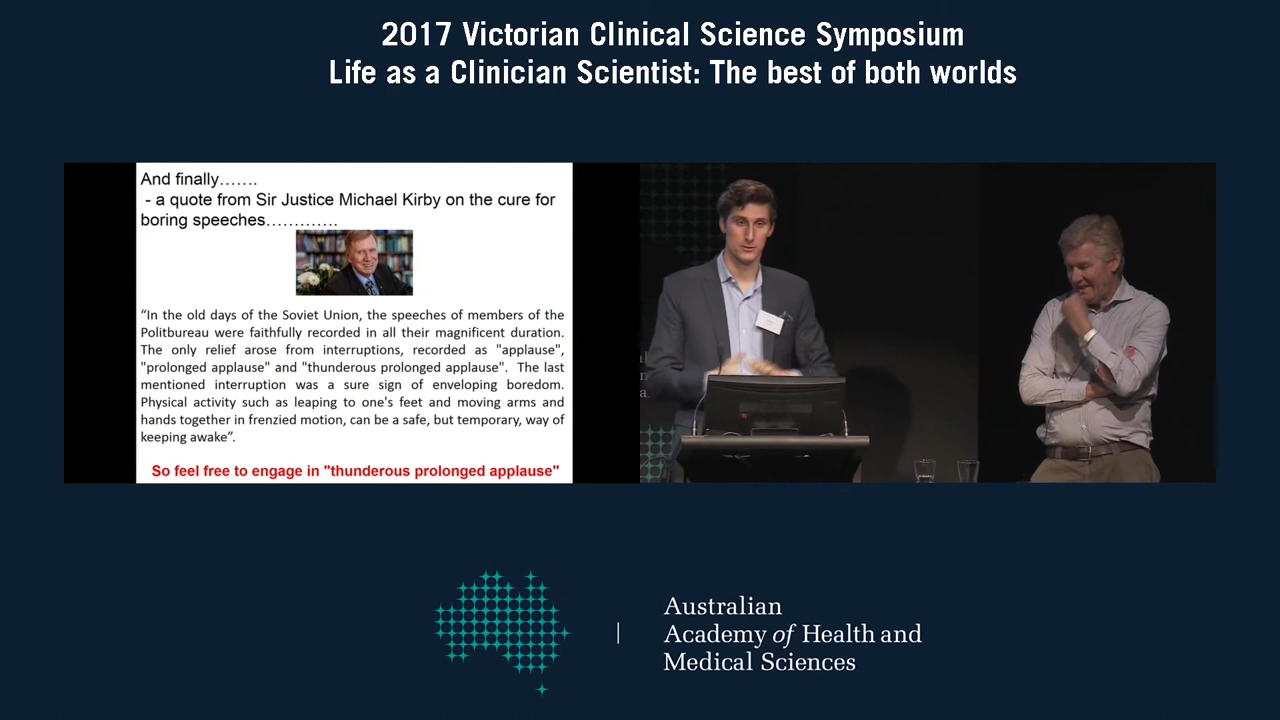 2017 Victorian Clinical Science Symposium
Life as a Clinician Scientist: The best of both worlds
And finally…….
- a quote from Sir Justice Michael Kirby on the cure for
boring speeches………….
“In the old days of the Soviet Union, the speeches of members of the
Politbureau were faithfully recorded in all their magnificent duration.
The only relief arose from interruptions, recorded as "applause",
"prolonged applause" and "thunderous prolonged applause". The last
mentioned interruption was a sure sign of enveloping boredom.
Physical activity such as leaping to one's feet and moving arms and
hands together in frenzied motion, can be a safe, but temporary, way of
keeping awake”.
So feel free to engage in "thunderous prolonged applause"
Australian
Academy of Health and
Medical Sciences